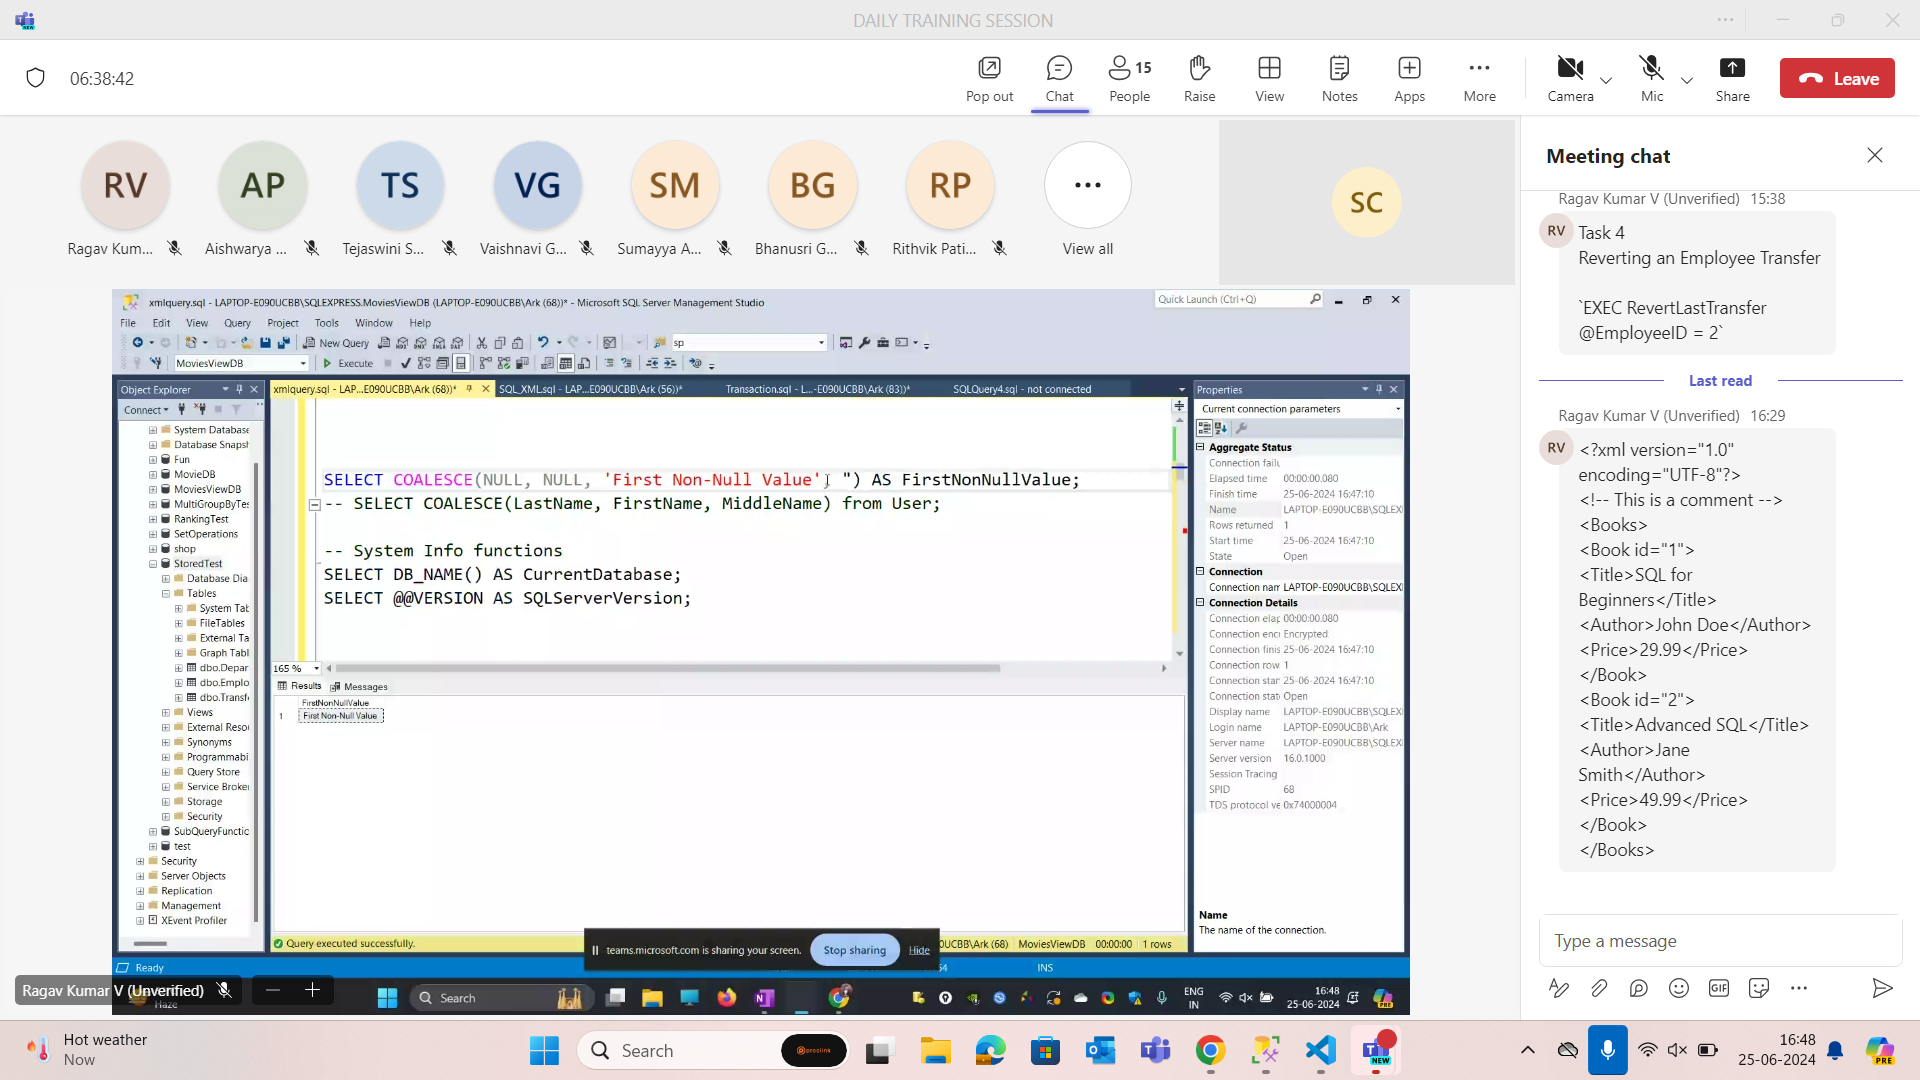 DAILY TRAINING SESSION
06:38:42
Pop out
Chat
15
People
Raise
View
Notes
Apps
More
Camera
Mic
Share
Leave
RV
AP
TS
VG
SM
BG
RP
SC
Ragav Kum...
Aishwarya ...
Tejaswini S...
Vaishnavi G...
Sumayya A...
Bhanusri G...
Rithvik Pati...
View all
xmlquery.sql - LAPTOP-E090UCBB\SQLEXPRESS.MoviesViewDB (LAPTOP-E090UCBB\Ark (68))* - Microsoft SQL Server Management Studio
Quick Launch (Ctrl+Q)
File Edit View Query Project Tools Window Help
New Query
sp
MoviesViewDB
Execute
Object Explorer
Connect
System Database
Database Snapsh
Fun
MovieDB
MoviesViewDB
MultiGroupByTes
RankingTest
SetOperations
shop
StoredTest
Database Dia
Tables
System Tab
FileTables
External Ta
Graph Tabl
dbo.Depar
dbo.Emplo
dbo.Transf
Views
External Reso
Synonyms
Programmabi
Query Store
Service Broke
Storage
Security
SubQueryFunctic
test
Security
Server Objects
Replication
Management
XEvent Profiler
xmlquery.sql - LAP...E090UCBB\Ark (68))*
SQL_XML.sql - LAP...E090UCBB\Ark (56))*
Transaction.sql - L...-E090UCBB\Ark (83))*
SQLQuery4.sql - not connected
SELECT COALESCE(NULL, NULL, 'First Non-Null Value', ") AS FirstNonNullValue;
-- SELECT COALESCE(LastName, FirstName, MiddleName) from User;
-- System Info functions
SELECT DB_NAME() AS CurrentDatabase;
SELECT @@VERSION AS SQLServerVersion;
165 %
Results
Messages
FirstNonNullValue
1 First Non-Null Value
Query executed successfully.
0UCBB\Ark (68)
MoviesViewDB
00:00:00
1 rows
teams.microsoft.com is sharing your screen.
Stop sharing
Hide
Properties
Current connection parameters
Aggregate Status
Connection failu
Elapsed time 00:00:00.080
Finish time 25-06-2024 16:47:10
Name LAPTOP-E090UCBB\SQLEXI
Rows returned 1
Start time 25-06-2024 16:47:10
State Open
Connection
Connection nam LAPTOP-E090UCBB\SQLEXI
Connection Details
Connection elap 00:00:00.080
Connection encr Encrypted
Connection finis 25-06-2024 16:47:10
Connection row 1
Connection star 25-06-2024 16:47:10
Connection stat Open
Display name LAPTOP-E090UCBB\SQLEXI
Login name LAPTOP-E090UCBB\Ark
Server name LAPTOP-E090UCBB\SQLEXI
Server version 16.0.1000
Session Tracing
SPID 68
TDS protocol ve 0x74000004
Name
The name of the connection.
Ready
INS
Ragav Kumar V (Unverified)
Haze
Search
ENG
IN
16:48
25-06-2024
Meeting chat
Ragav Kumar V (Unverified) 15:38
RV
Task 4
Reverting an Employee Transfer
`EXEC RevertLastTransfer
@EmployeeID = 2`
Last read
Ragav Kumar V (Unverified) 16:29
RV
<?xml version="1.0"
encoding="UTF-8"?>
<!-- This is a comment -->
<Books>
<Book id="1">
<Title>SQL for
Beginners</Title>
<Author>John Doe</Author>
<Price>29.99</Price>
</Book>
<Book id="2">
<Title>Advanced SQL</Title>
<Author>Jane
Smith</Author>
<Price>49.99</Price>
</Book>
</Books>
Type a message
GIF
Hot weather
Now
Search
NEW
16:48
25-06-2024
PRE